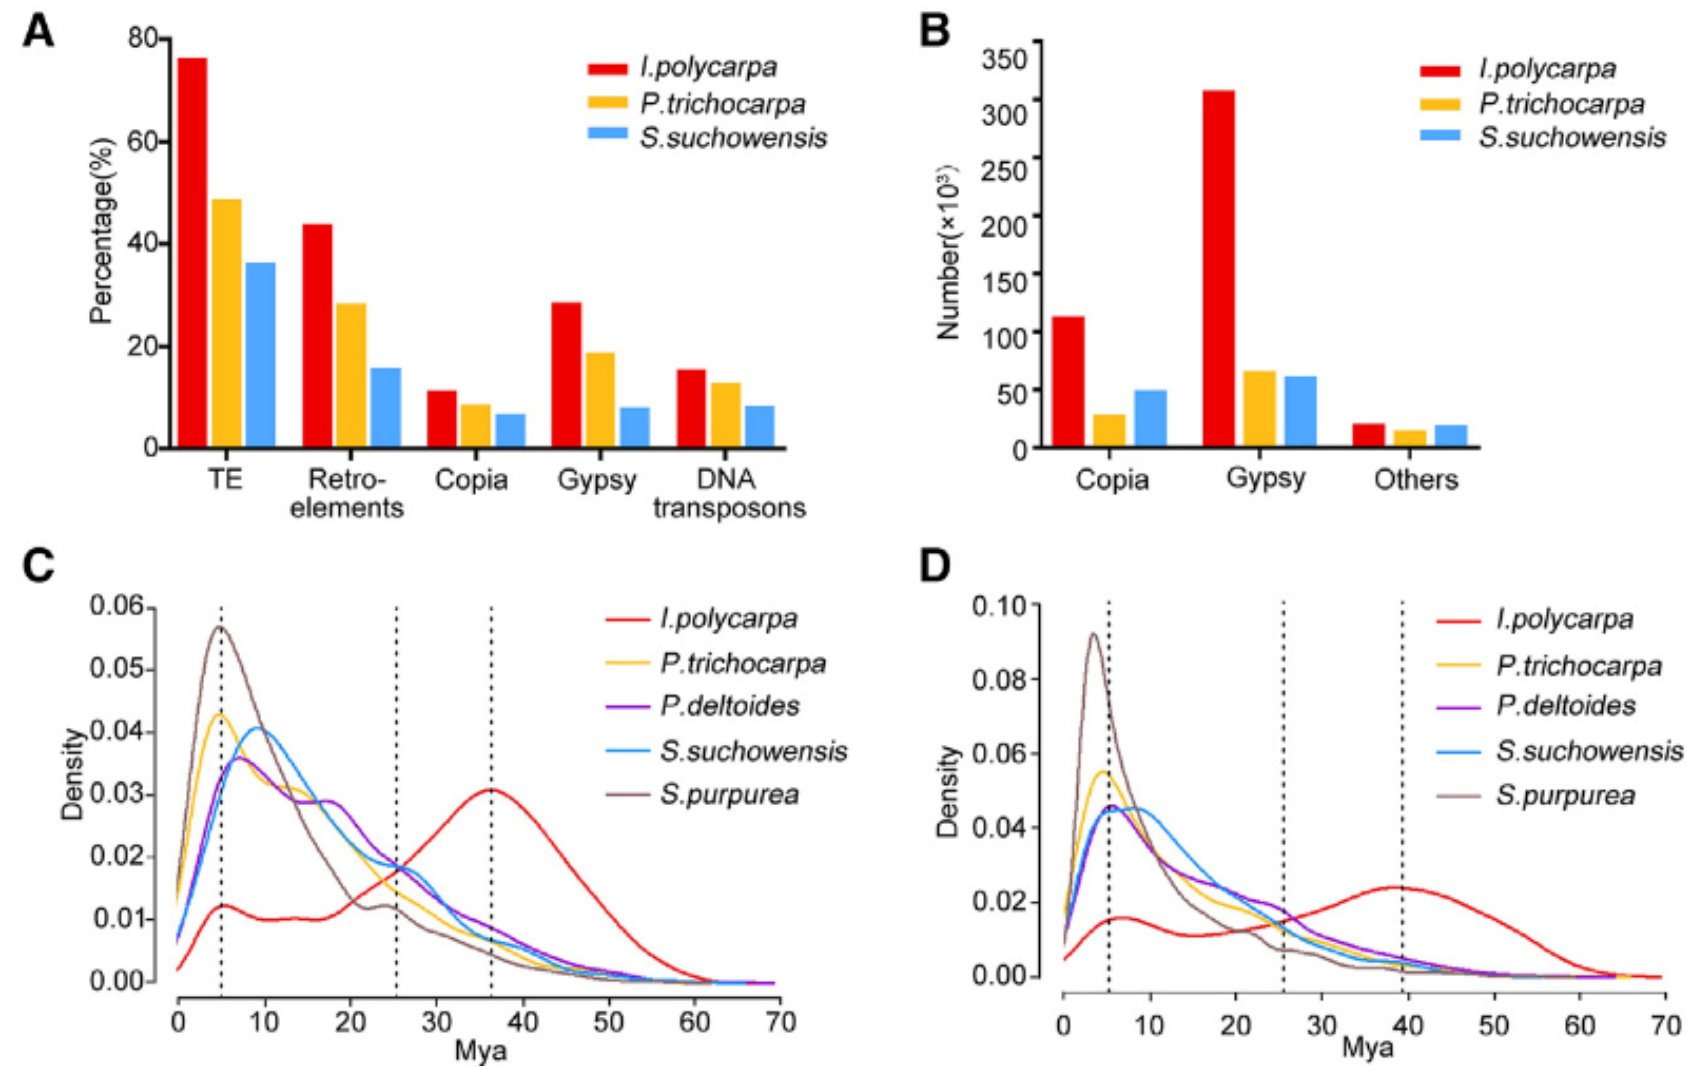 A
80
60
40
20
0
Percentage(%)
I.polycarpa
P.trichocarpa
S.suchowensis
TE
Retro-
elements
Copia
Gypsy
DNA
transposons
B
350
300
250
200
150
100
50
0
Number(×10³)
I.polycarpa
P.trichocarpa
S.suchowensis
Copia
Gypsy
Others
C
0.06
0.05
0.04
0.03
0.02
0.01
0.00
Density
I.polycarpa
P.trichocarpa
P.deltoides
S.suchowensis
S.purpurea
0 10 20 30 40 50 60 70
Mya
D
0.10
0.08
0.06
0.04
0.02
0.00
Density
I.polycarpa
P.trichocarpa
P.deltoides
S.suchowensis
S.purpurea
0 10 20 30 40 50 60 70
Mya